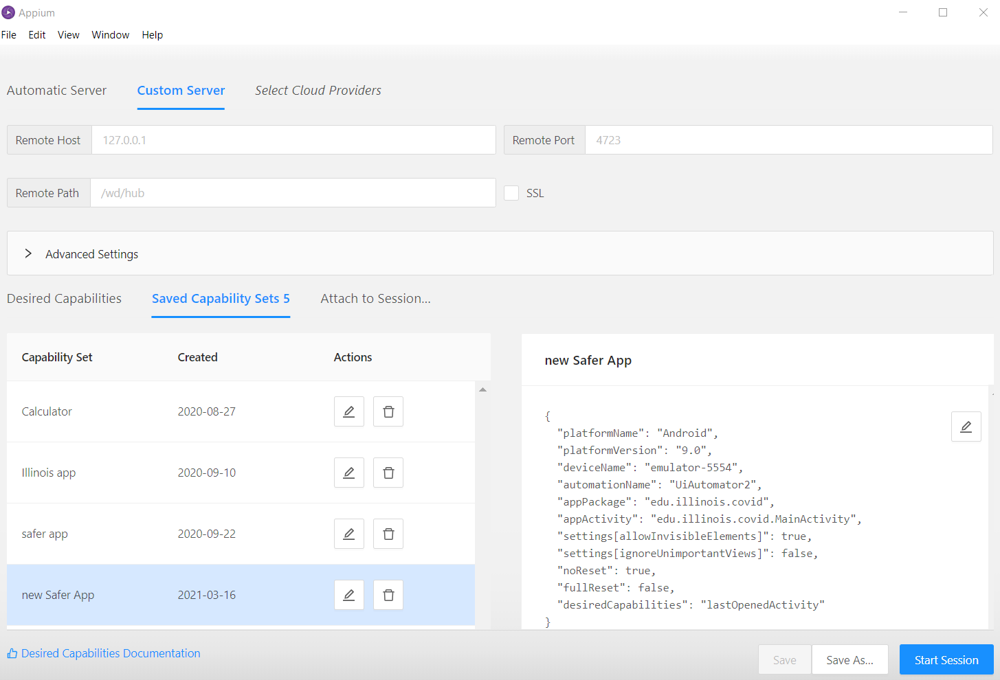 Appium
File Edit View Window Help
Automatic Server Custom Server Select Cloud Providers
Remote Host 127.0.0.1 Remote Port 4723
Remote Path /wd/hub SSL
Advanced Settings
Desired Capabilities Saved Capability Sets 5 Attach to Session...
Capability Set Created Actions
Calculator 2020-08-27
Illinois app 2020-09-10
safer app 2020-09-22
new Safer App 2021-03-16
new Safer App
{
"platformName": "Android",
"platformVersion": "9.0",
"deviceName": "emulator-5554",
"automationName": "UiAutomator2",
"appPackage": "edu.illinois.covid",
"appActivity": "edu.illinois.covid.MainActivity",
"settings[allowInvisibleElements]": true,
"settings[ignoreUnimportantViews]": false,
"noReset": true,
"fullReset": false,
"desiredCapabilities": "lastOpenedActivity"
}
Desired Capabilities Documentation
Save Save As... Start Session